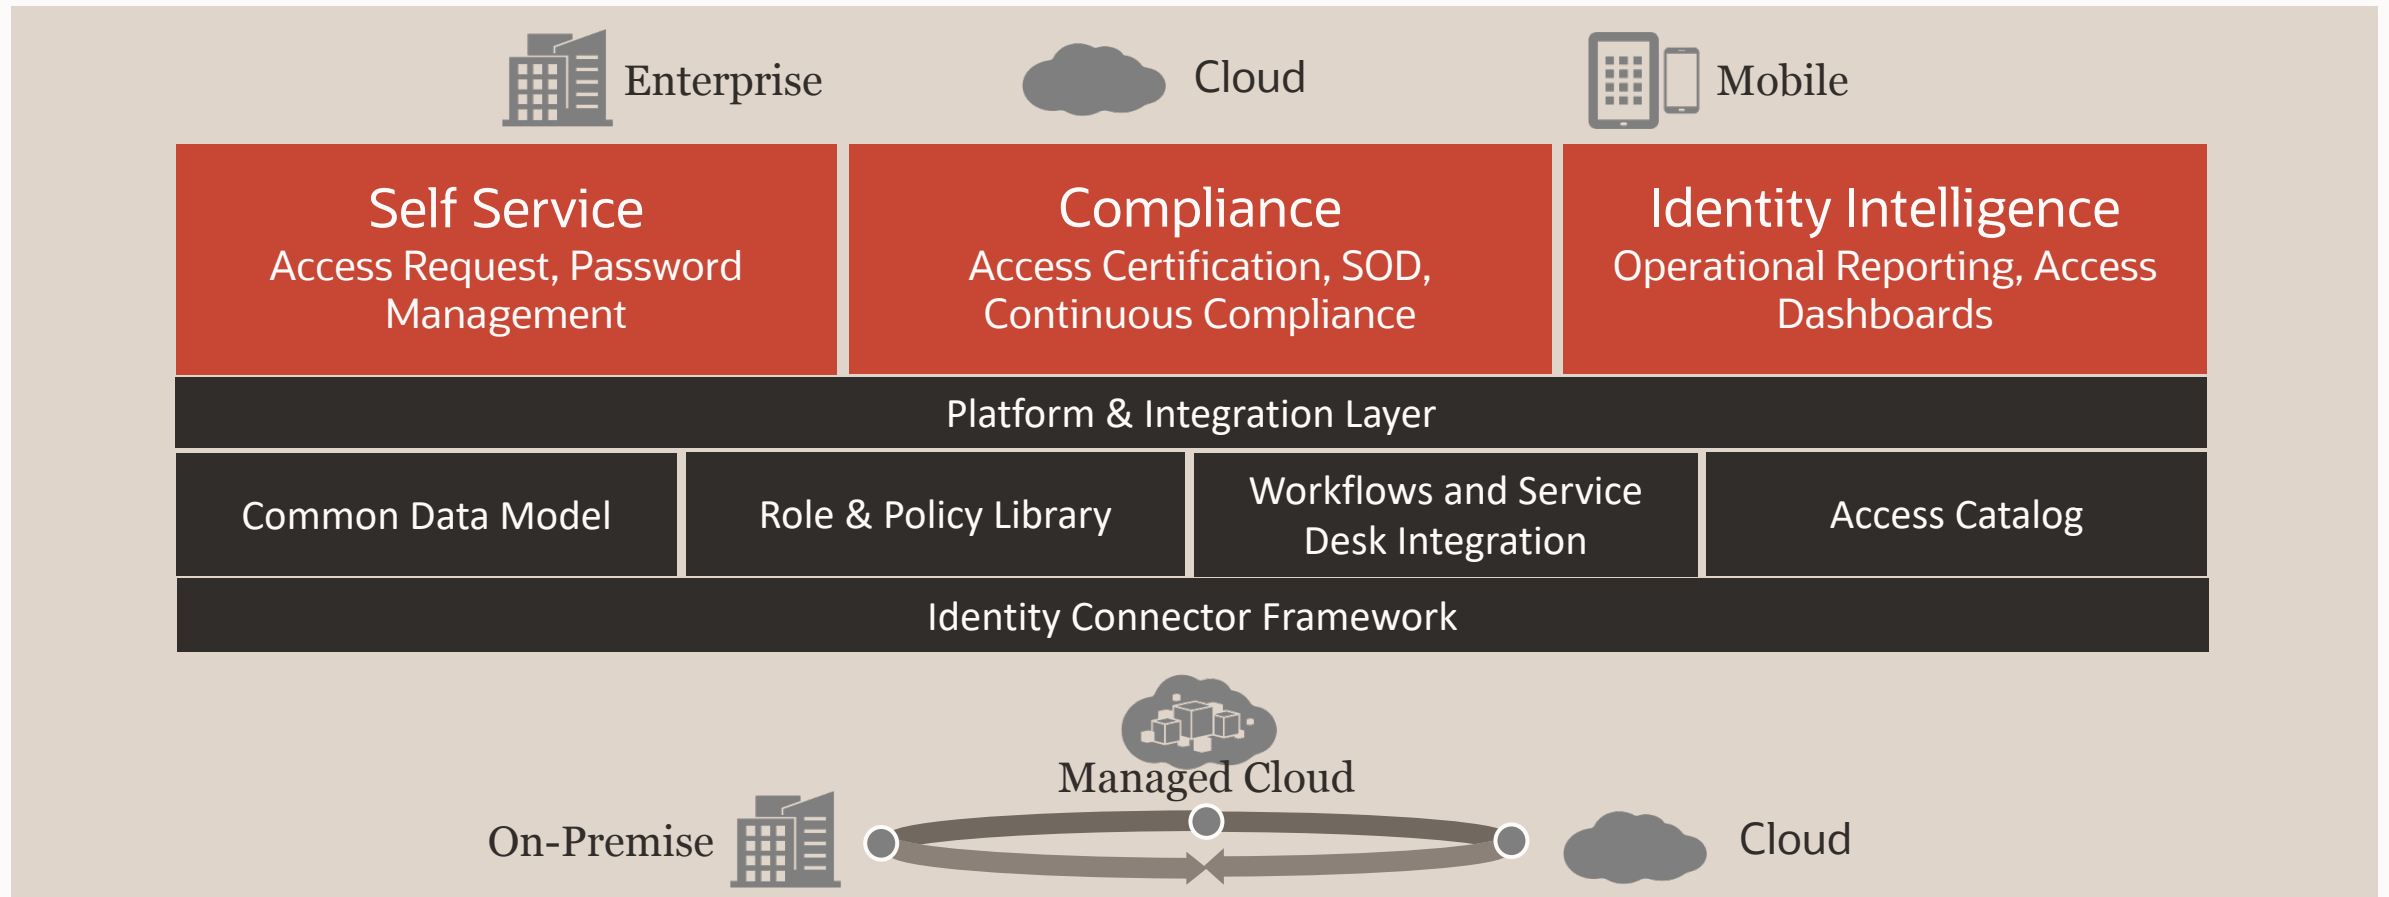 Enterprise
Cloud
Mobile
Self Service
Access Request, Password
Management
Compliance
Access Certification, SOD,
Continuous Compliance
Identity Intelligence
Operational Reporting, Access
Dashboards
Platform & Integration Layer
Common Data Model
Role & Policy Library
Workflows and Service
Desk Integration
Access Catalog
Identity Connector Framework
Managed Cloud
On-Premise
Cloud